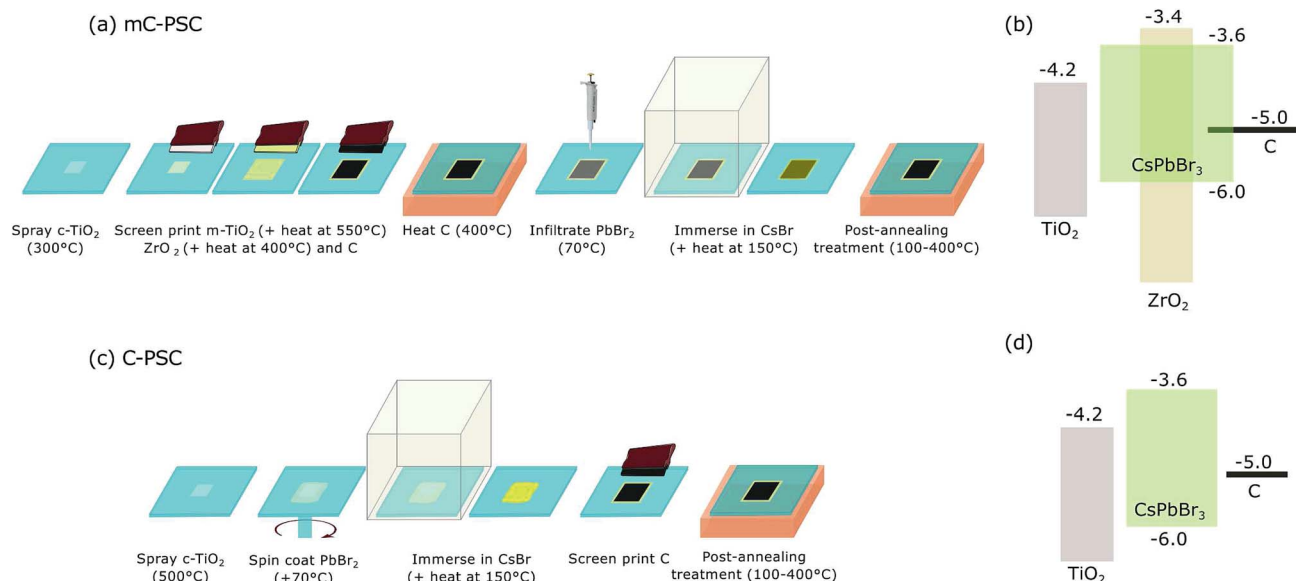 (a) mC-PSC
Spray c-TiO₂
(300°C)
Screen print m-TiO₂ (+ heat at 550°C)
ZrO₂ (+ heat at 400°C) and C
Heat C (400°C)
Infiltrate PbBr₂
(70°C)
Immerse in CsBr
(+ heat at 150°C)
Post-annealing
treatment (100-400°C)
(b)
-3.4
-3.6
-4.2
-5.0
C
CsPbBr₃
-6.0
TiO₂
ZrO₂
(c) C-PSC
Spray c-TiO₂
(500°C)
Spin coat PbBr₂
(+70°C)
Immerse in CsBr
(+ heat at 150°C)
Screen print C
Post-annealing
treatment (100-400°C)
(d)
-3.6
-4.2
-5.0
C
CsPbBr₃
-6.0
TiO₂